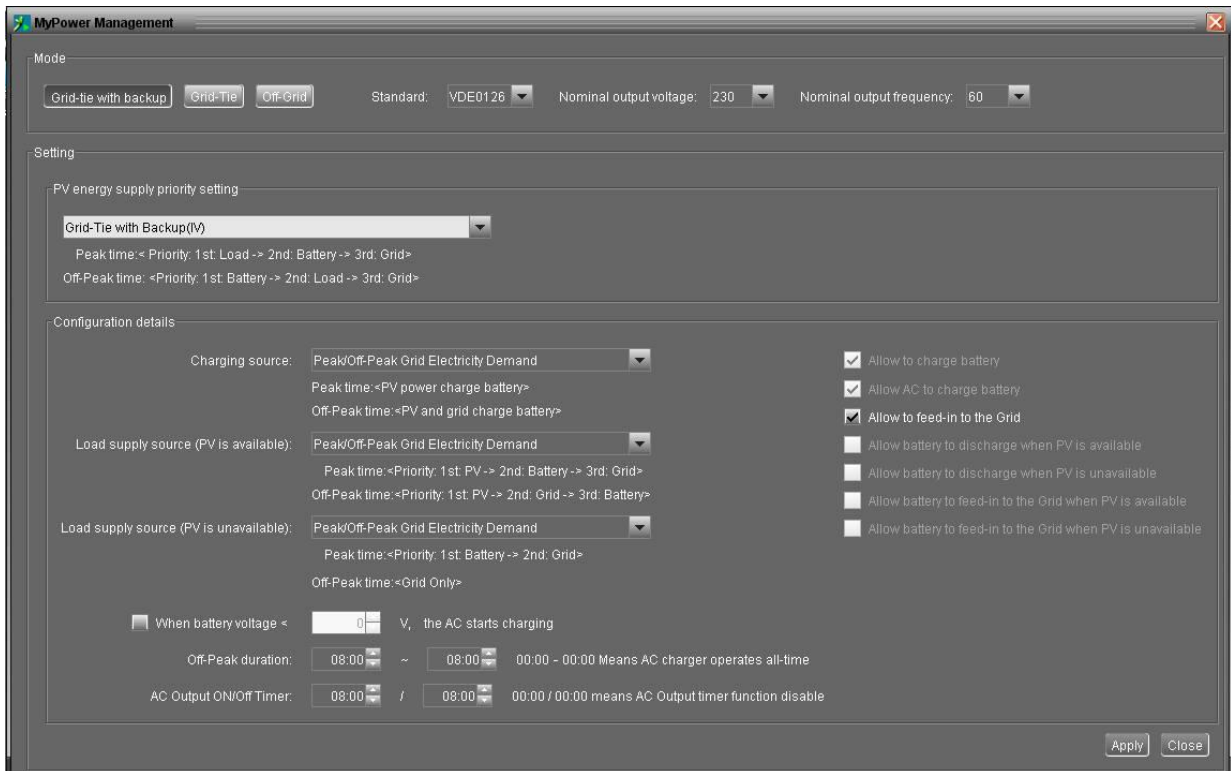 MyPower Management
Mode
Grid-tie with backup Grid-Tie Off-Grid Standard: VDE0126 Nominal output voltage: 230 Nominal output frequency: 60
Setting
PV energy supply priority setting
Grid-Tie with Backup(IV)
Peak time:< Priority: 1st: Load -> 2nd: Battery -> 3rd: Grid>
Off-Peak time: <Priority: 1st: Battery -> 2nd: Load -> 3rd: Grid>
Configuration details
Charging source: Peak/Off-Peak Grid Electricity Demand Allow to charge battery
Peak time:<PV power charge battery> Allow AC to charge battery
Off-Peak time:<PV and grid charge battery> Allow to feed-in to the Grid
Load supply source (PV is available): Peak/Off-Peak Grid Electricity Demand Allow battery to discharge when PV is available
Peak time:<Priority: 1st: PV -> 2nd: Battery -> 3rd: Grid> Allow battery to discharge when PV is unavailable
Off-Peak time:<Priority: 1st: PV -> 2nd: Grid -> 3rd: Battery> Allow battery to feed-in to the Grid when PV is available
Load supply source (PV is unavailable): Peak/Off-Peak Grid Electricity Demand Allow battery to feed-in to the Grid when PV is unavailable
Peak time:<Priority: 1st: Battery -> 2nd: Grid>
Off-Peak time:<Grid Only>
When battery voltage < 0 V, the AC starts charging
Off-Peak duration: 08:00 ~ 08:00 00:00 - 00:00 Means AC charger operates all-time
AC Output ON/Off Timer: 08:00 / 08:00 00:00 / 00:00 means AC Output timer function disable
Apply Close